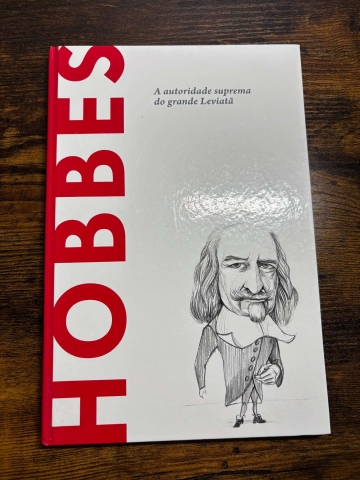 HOBBES
A autoridade suprema
do grande Leviatã